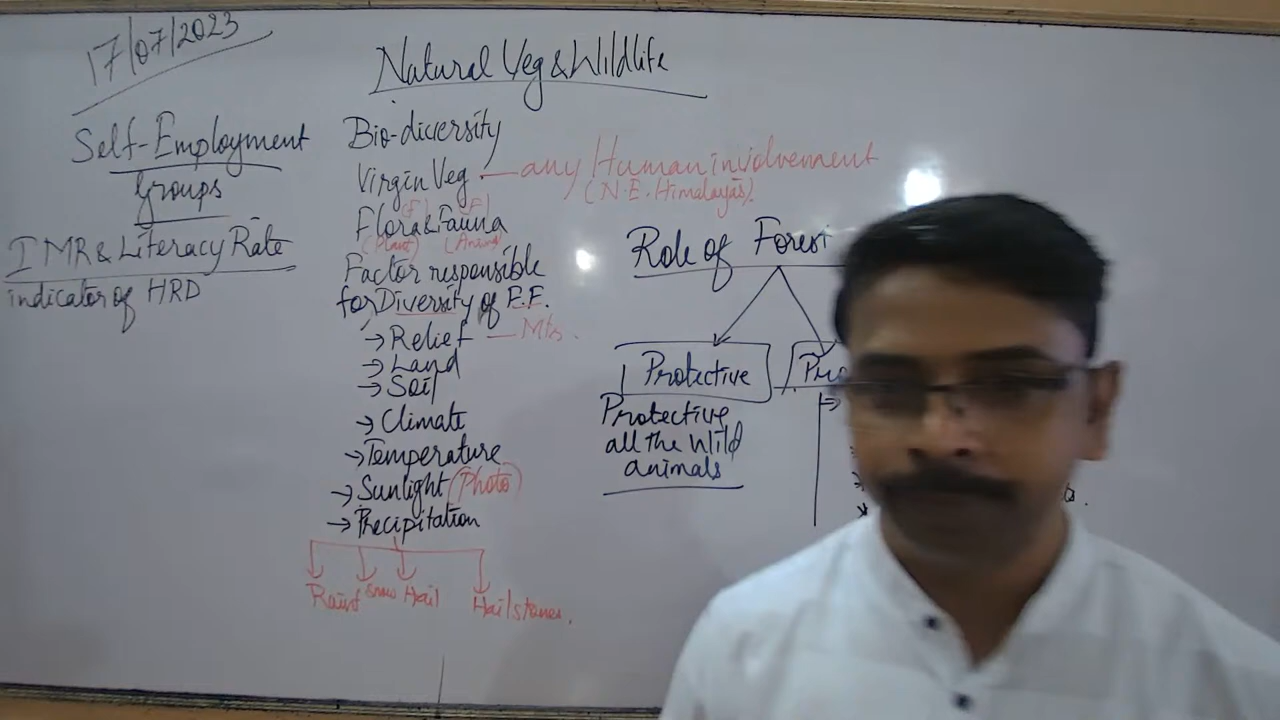 17/07/2023
Natural Veg & Wildlife
Self-Employment
Groups
IMR & Literacy Rate
indicator of HRD
Bio-diversity
Virgin Veg. — any Human involvement
(N.E. Himalayas).
(F) (F)
Flora & Fauna
(Plant)
Factor responsible
for Diversity of F.F.
→ Relief — Mts.
→ Land
→ Soil
→ Climate
→ Temperature
→ Sunlight (Photo)
→ Precipitation
Snow Hail
Hailstones.
Role of Forest
Protective
Protective
all the Wild
animals